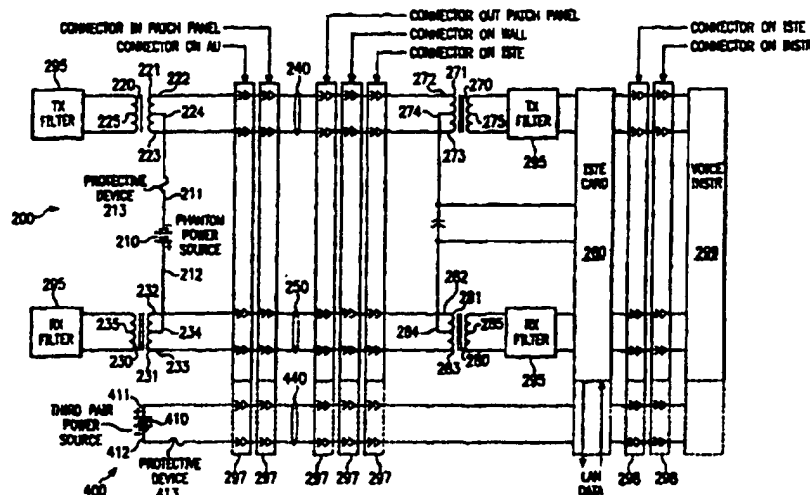 CONNECTOR IN PATCH PANEL
CONNECTOR ON AU
CONNECTOR OUT PATCH PANEL
CONNECTOR ON WALL
CONNECTOR ON ISTE
CONNECTOR ON ISTE
CONNECTOR ON INSTR
295
220
221
222
240
272
271
270
TX
FILTER
225
224
223
274
273
275
TX
FILTER
295
ISTE
CARD
VOICE
INSTR
PROTECTIVE
DEVICE
213
211
200
PHANTOM
POWER
SOURCE
210
212
295
232
250
282
281
RX
FILTER
235
234
284
285
RX
FILTER
230
231
233
283
280
295
411
440
THIRD PAIR
POWER
SOURCE
410
412
400
PROTECTIVE
DEVICE
413
297
297
297
297
297
LAN
DATA
298
298